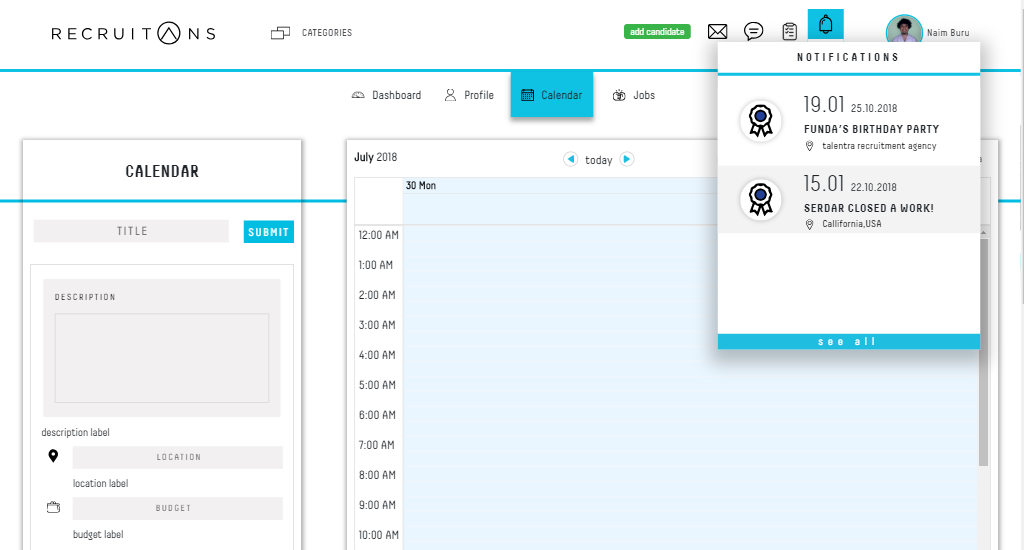 RECRUITΛNS
CATEGORIES
add candidate
Naim Buru
Dashboard
Profile
Calendar
Jobs
NOTIFICATIONS
19.01 25.10.2018
FUNDA'S BIRTHDAY PARTY
talentra recruitment agency
15.01 22.10.2018
SERDAR CLOSED A WORK!
Callifornia,USA
see all
CALENDAR
TITLE
SUBMIT
DESCRIPTION
description label
LOCATION
location label
BUDGET
budget label
July 2018
today
30 Mon
12:00 AM
1:00 AM
2:00 AM
3:00 AM
4:00 AM
5:00 AM
6:00 AM
7:00 AM
8:00 AM
9:00 AM
10:00 AM